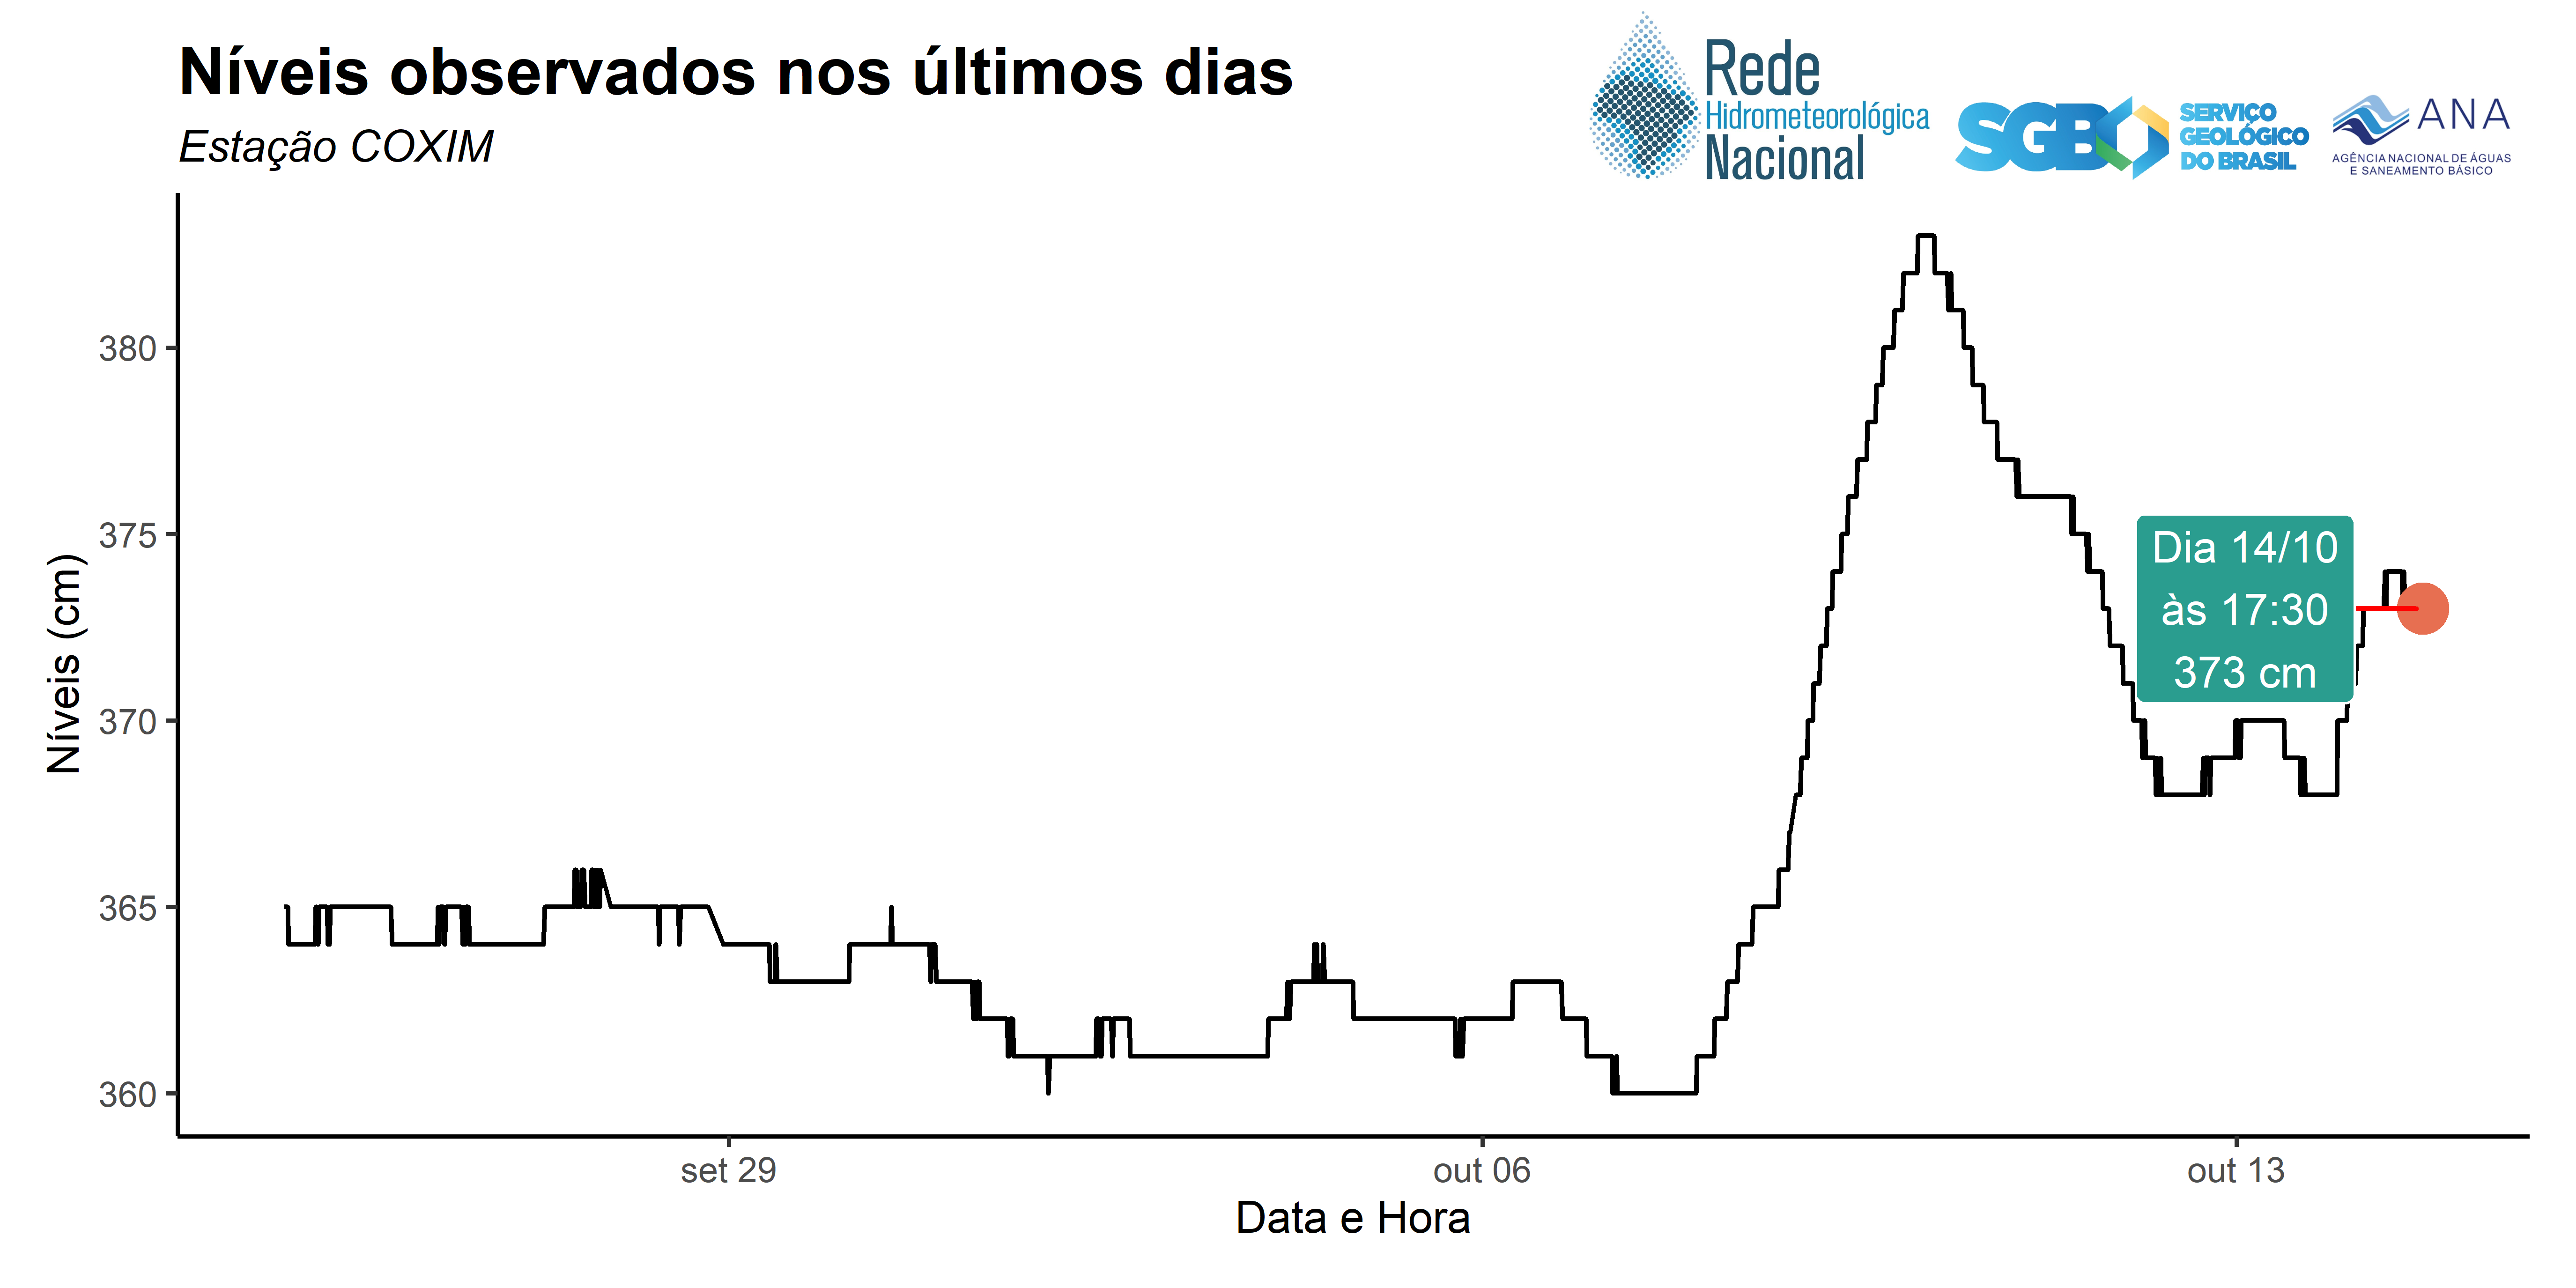 Níveis observados nos últimos dias
Estação COXIM
Rede
Hidrometeorológica
Nacional
SGB
SERVIÇO
GEOLÓGICO
DO BRASIL
ANA
AGÊNCIA NACIONAL DE ÁGUAS
E SANEAMENTO BÁSICO
Níveis (cm)
380
375
370
365
360
Dia 14/10
às 17:30
373 cm
set 29
out 06
out 13
Data e Hora